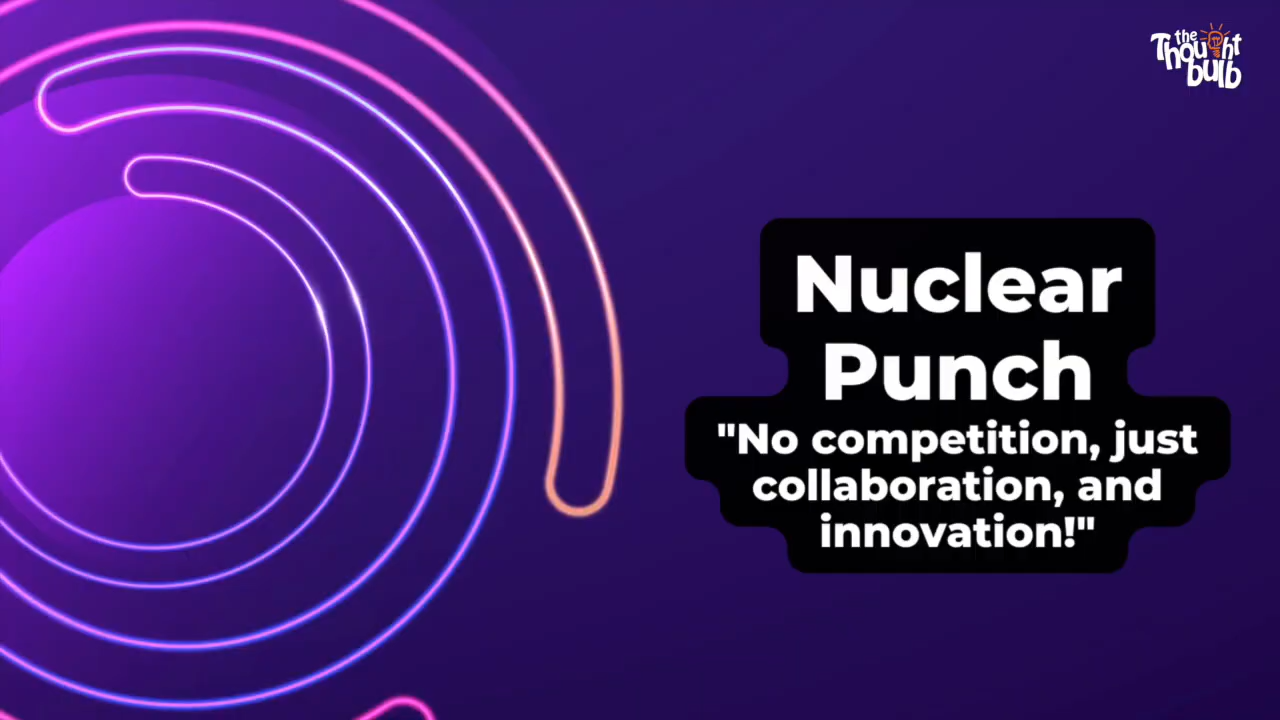 the
Thought
bulb
Nuclear
Punch
"No competition, just
collaboration, and
innovation!"